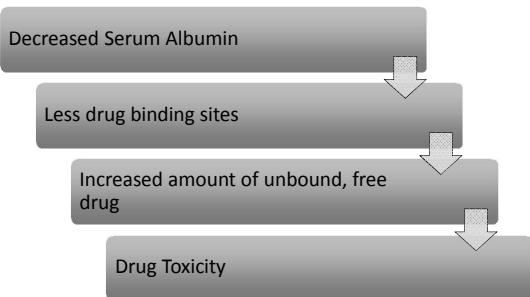 Decreased Serum Albumin
Less drug binding sites
Increased amount of unbound, free
drug
Drug Toxicity